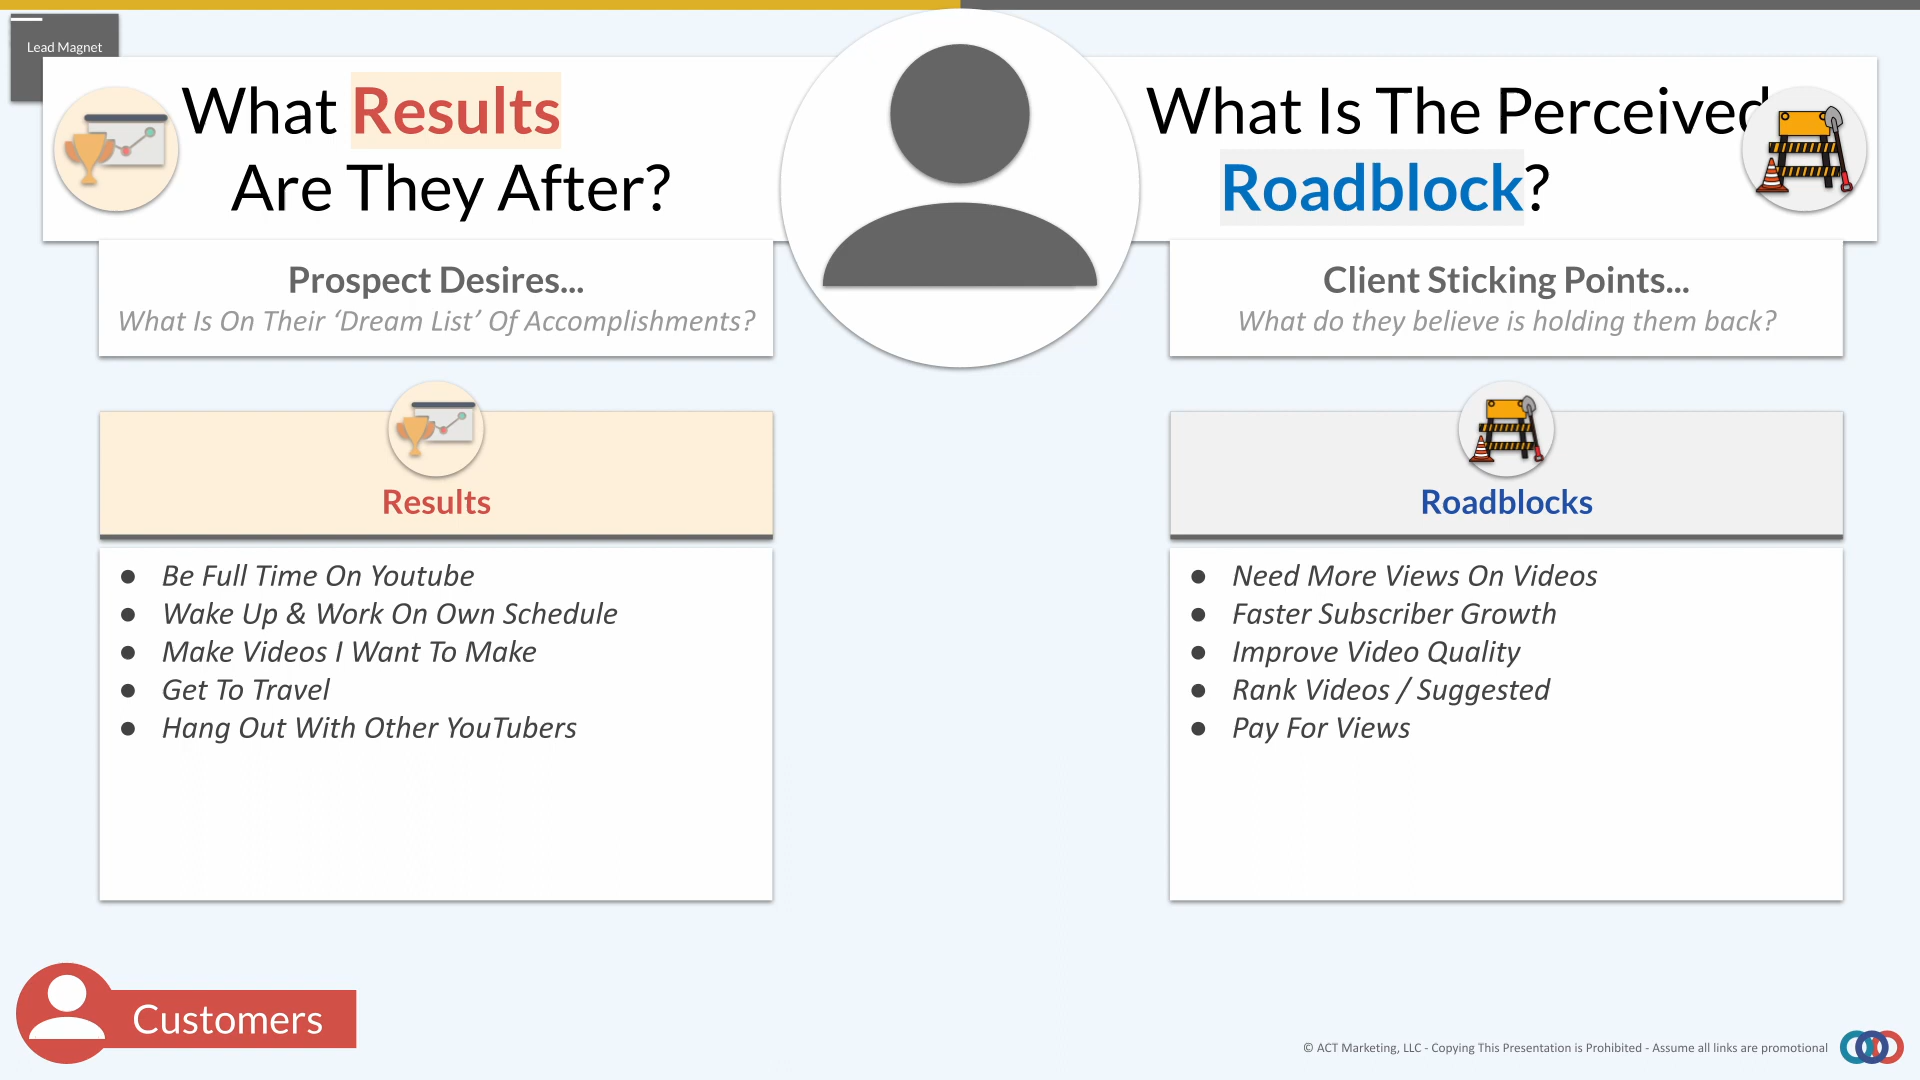 Lead Magnet
What Results
Are They After?
What Is The Perceived
Roadblock?
Prospect Desires...
What Is On Their ‘Dream List’ Of Accomplishments?
Client Sticking Points...
What do they believe is holding them back?
Results
● Be Full Time On Youtube
● Wake Up & Work On Own Schedule
● Make Videos I Want To Make
● Get To Travel
● Hang Out With Other YouTubers
Roadblocks
● Need More Views On Videos
● Faster Subscriber Growth
● Improve Video Quality
● Rank Videos / Suggested
● Pay For Views
Customers
© ACT Marketing, LLC - Copying This Presentation is Prohibited - Assume all links are promotional